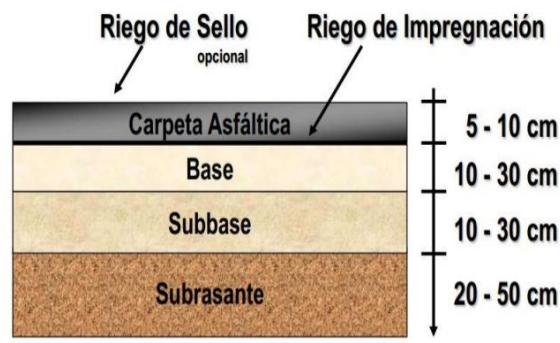 Riego de Sello
opcional
Riego de Impregnación
Carpeta Asfáltica
5 - 10 cm
Base
10 - 30 cm
Subbase
10 - 30 cm
Subrasante
20 - 50 cm